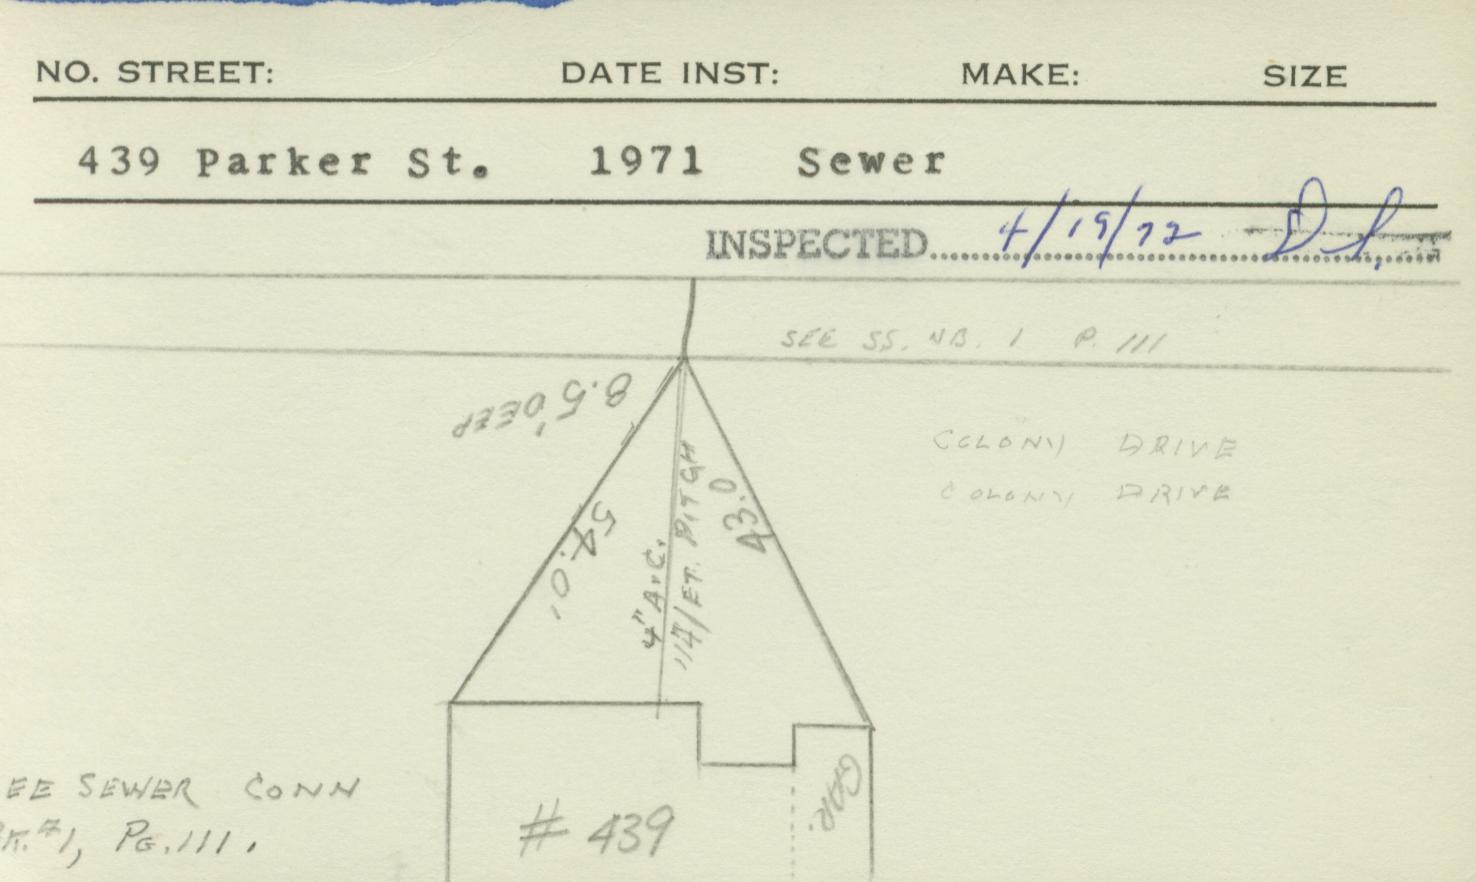 NO. STREET: DATE INST: MAKE: SIZE
439 Parker St. 1971 Sewer
INSPECTED 4/19/72
SEE SS. NB. 1 P. 111
8.5' DEEP
COLONY DRIVE
COLONY DRIVE
54.0'
4" A.C.
1/4"/FT. PITCH
43.0
EE SEWER CONN
K.#1, PG.111.
# 439
GAR.